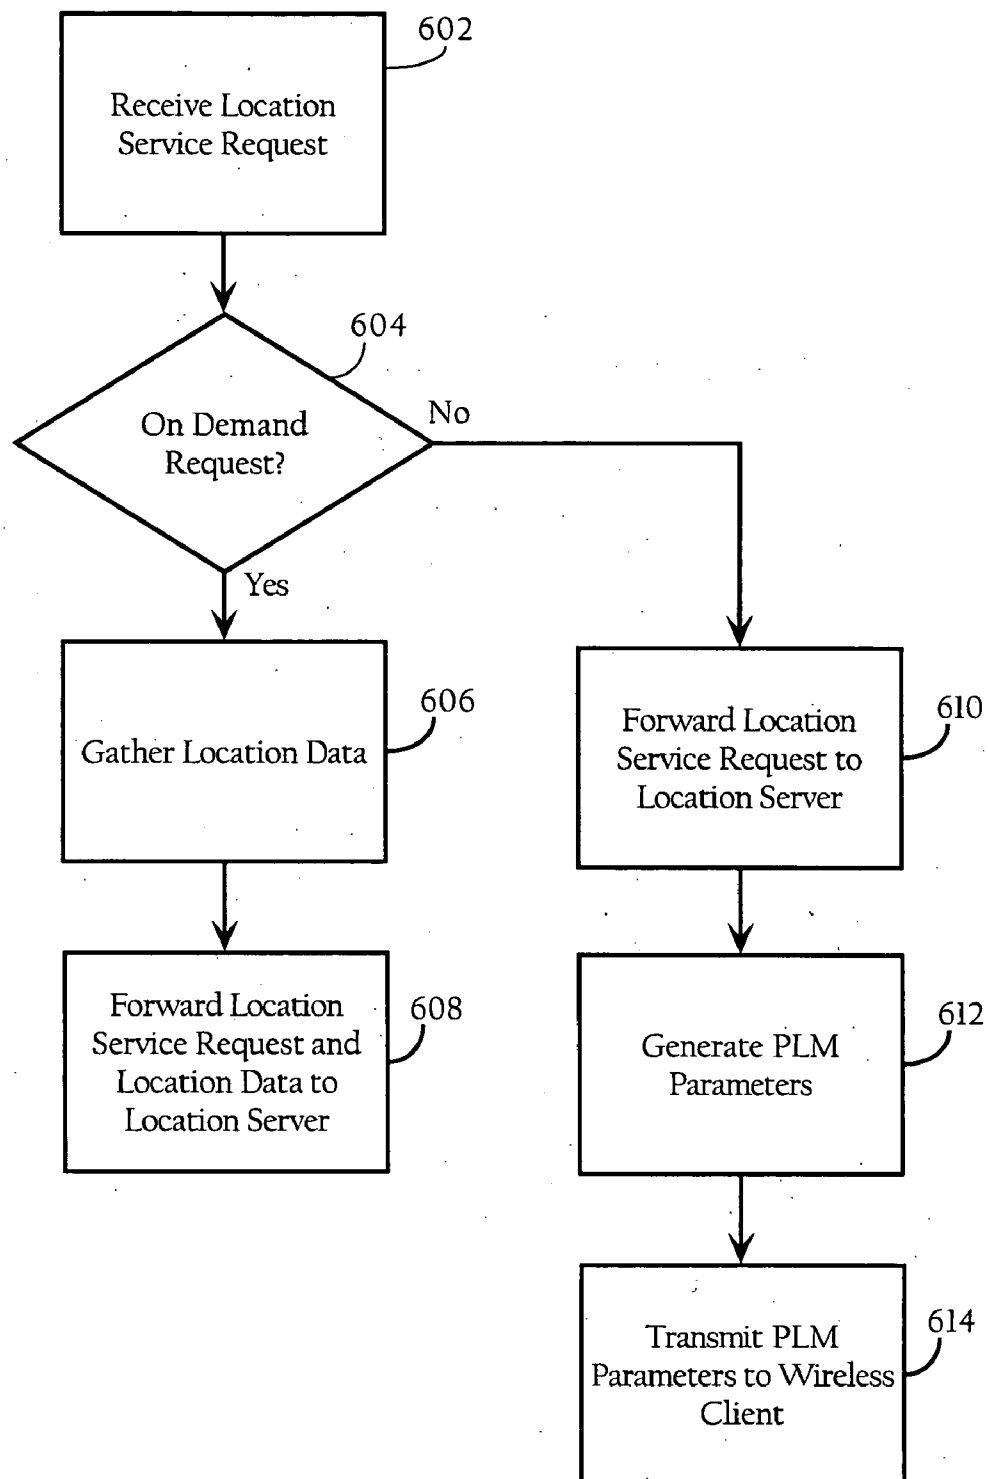 602
Receive Location
Service Request
604
On Demand
Request?
No
Yes
606
Gather Location Data
610
Forward Location
Service Request to
Location Server
608
Forward Location
Service Request and
Location Data to
Location Server
612
Generate PLM
Parameters
614
Transmit PLM
Parameters to Wireless
Client